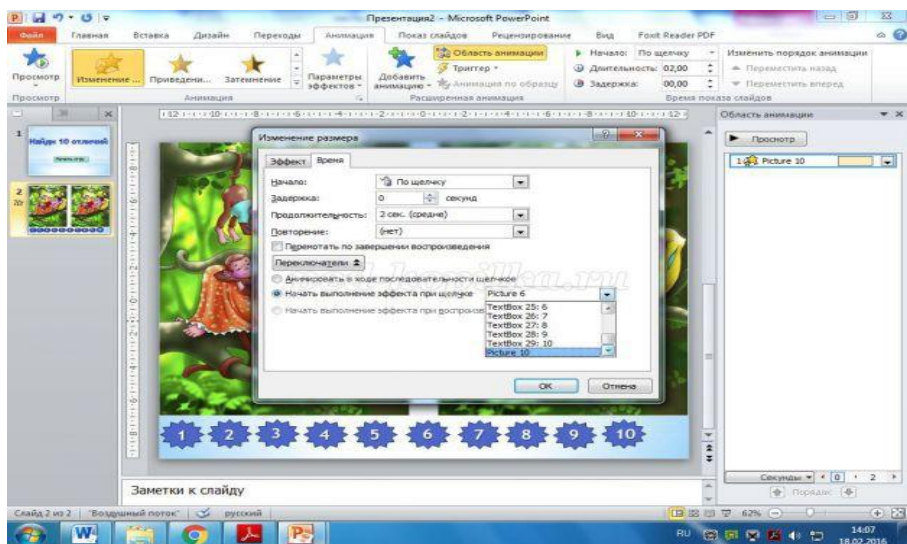 Презентация2 - Microsoft PowerPoint
Файл Главная Вставка Дизайн Переходы Анимация Показ слайдов Рецензирование Вид Foxit Reader PDF
Просмотр
Изменение ... Приведени... Затемнение
Параметры эффектов
Добавить анимацию
Область анимации
Триггер
Анимация по образцу
Начало: По щелчку
Длительность: 02,00
Задержка: 00,00
Изменить порядок анимации
Переместить назад
Переместить вперед
Просмотр Анимация Расширенная анимация Время показа слайдов
1
Найди 10 отличий
2
Изменение размера
Эффект Время
Начало: По щелчку
Задержка: 0 секунд
Продолжительность: 2 сек. (средне)
Повторение: (нет)
Перемотать по завершении воспроизведения
Переключатели
Анимировать в ходе последовательности щелчков
Начать выполнение эффекта при щелчке Picture 6
Начать выполнение эффекта при воспроизв
TextBox 25: 6
TextBox 26: 7
TextBox 27: 8
TextBox 28: 9
TextBox 29: 10
Picture 10
ОК Отмена
1 2 3 4 5 6 7 8 9 10
Область анимации
Просмотр
1 Picture 10
Секунды 0 2
Порядок
Заметки к слайду
Слайд 2 из 2 "Воздушный поток" русский 62%
RU 14:07
18.02.2016